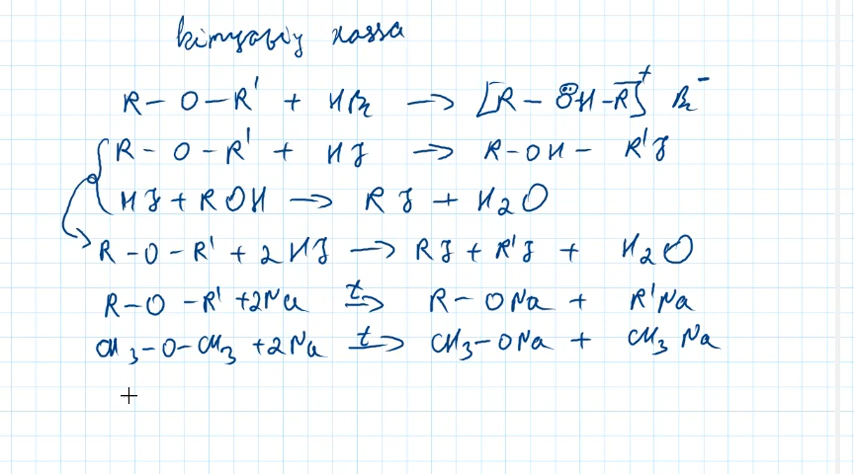 kimyoviy xossa
R - O - R' + HBr → [R - ÖH - R]⁺ Br⁻
R - O - R' + HJ → R - OH - R'J
HJ + ROH → RJ + H2O
R - O - R' + 2HJ → RJ + R'J + H2O
R - O - R' + 2Na →(t) R - ONa + R'Na
CH3 - O - CH3 + 2Na →(t) CH3 - ONa + CH3Na
+